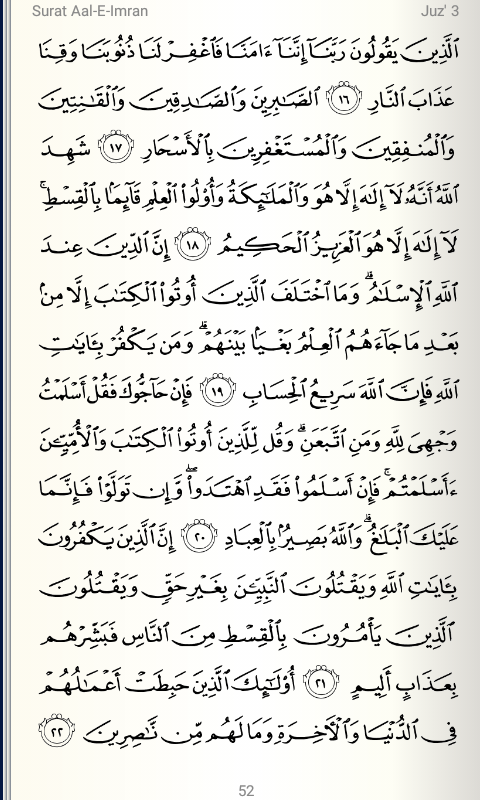 Surat Aal-E-Imran
Juz' 3
ٱلَّذِينَ يَقُولُونَ رَبَّنَآ إِنَّنَآ ءَامَنَّا فَٱغۡفِرۡ لَنَا ذُنُوبَنَا وَقِنَا
عَذَابَ ٱلنَّارِ ١٦ ٱلصَّٰبِرِينَ وَٱلصَّٰدِقِينَ وَٱلۡقَٰنِتِينَ
وَٱلۡمُنفِقِينَ وَٱلۡمُسۡتَغۡفِرِينَ بِٱلۡأَسۡحَارِ ١٧ شَهِدَ
ٱللَّهُ أَنَّهُۥ لَآ إِلَٰهَ إِلَّا هُوَ وَٱلۡمَلَٰٓئِكَةُ وَأُوْلُواْ ٱلۡعِلۡمِ قَآئِمَۢا بِٱلۡقِسۡطِۚ
لَآ إِلَٰهَ إِلَّا هُوَ ٱلۡعَزِيزُ ٱلۡحَكِيمُ ١٨ إِنَّ ٱلدِّينَ عِندَ
ٱللَّهِ ٱلۡإِسۡلَٰمُۗ وَمَا ٱخۡتَلَفَ ٱلَّذِينَ أُوتُواْ ٱلۡكِتَٰبَ إِلَّا مِنۢ
بَعۡدِ مَا جَآءَهُمُ ٱلۡعِلۡمُ بَغۡيَۢا بَيۡنَهُمۡۗ وَمَن يَكۡفُرۡ بِـَٔايَٰتِ
ٱللَّهِ فَإِنَّ ٱللَّهَ سَرِيعُ ٱلۡحِسَابِ ١٩ فَإِنۡ حَآجُّوكَ فَقُلۡ أَسۡلَمۡتُ
وَجۡهِيَ لِلَّهِ وَمَنِ ٱتَّبَعَنِۗ وَقُل لِّلَّذِينَ أُوتُواْ ٱلۡكِتَٰبَ وَٱلۡأُمِّيِّـۧنَ
ءَأَسۡلَمۡتُمۡۚ فَإِنۡ أَسۡلَمُواْ فَقَدِ ٱهۡتَدَواْۖ وَّإِن تَوَلَّوۡاْ فَإِنَّمَا
عَلَيۡكَ ٱلۡبَلَٰغُۗ وَٱللَّهُ بَصِيرُۢ بِٱلۡعِبَادِ ٢٠ إِنَّ ٱلَّذِينَ يَكۡفُرُونَ
بِـَٔايَٰتِ ٱللَّهِ وَيَقۡتُلُونَ ٱلنَّبِيِّـۧنَ بِغَيۡرِ حَقّٖ وَيَقۡتُلُونَ
ٱلَّذِينَ يَأۡمُرُونَ بِٱلۡقِسۡطِ مِنَ ٱلنَّاسِ فَبَشِّرۡهُم
بِعَذَابٍ أَلِيمٍ ٢١ أُوْلَٰٓئِكَ ٱلَّذِينَ حَبِطَتۡ أَعۡمَٰلُهُمۡ
فِي ٱلدُّنۡيَا وَٱلۡأٓخِرَةِ وَمَا لَهُم مِّن نَّٰصِرِينَ ٢٢
52